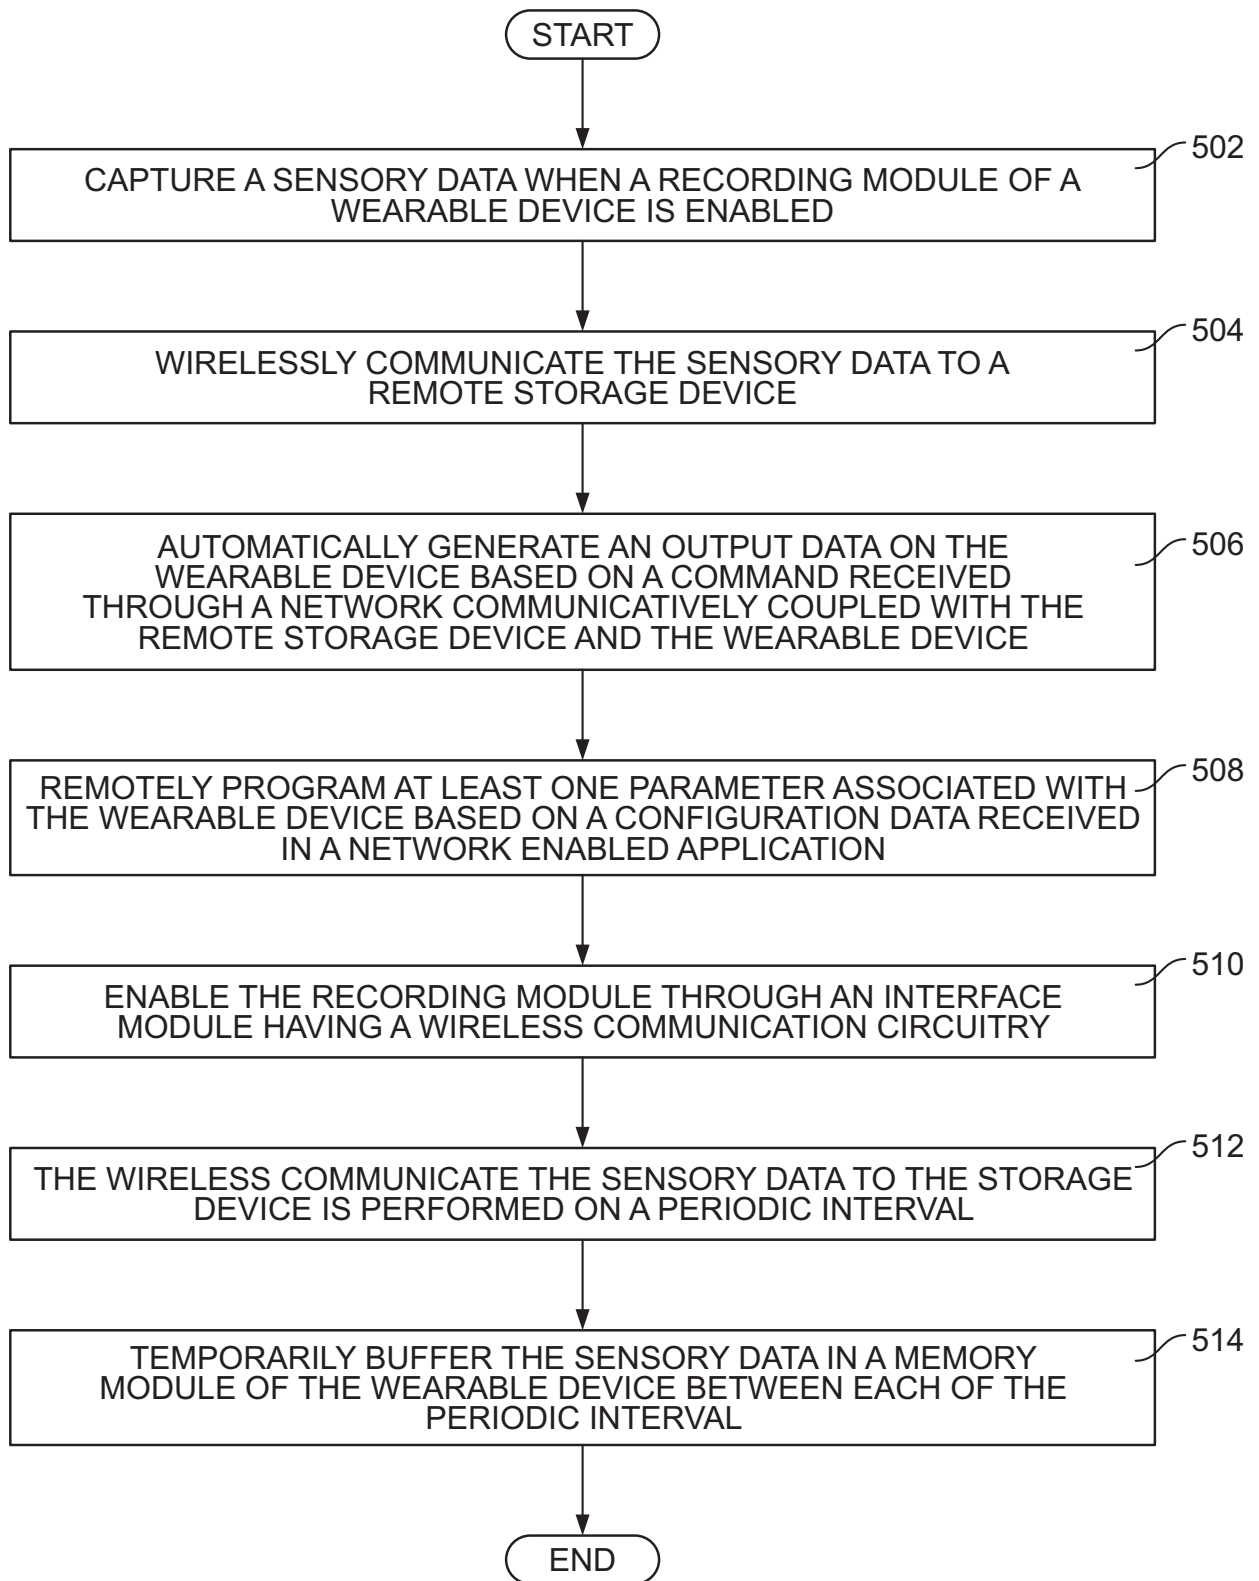 START
502
CAPTURE A SENSORY DATA WHEN A RECORDING MODULE OF A
WEARABLE DEVICE IS ENABLED
504
WIRELESSLY COMMUNICATE THE SENSORY DATA TO A
REMOTE STORAGE DEVICE
506
AUTOMATICALLY GENERATE AN OUTPUT DATA ON THE
WEARABLE DEVICE BASED ON A COMMAND RECEIVED
THROUGH A NETWORK COMMUNICATIVELY COUPLED WITH THE
REMOTE STORAGE DEVICE AND THE WEARABLE DEVICE
508
REMOTELY PROGRAM AT LEAST ONE PARAMETER ASSOCIATED WITH
THE WEARABLE DEVICE BASED ON A CONFIGURATION DATA RECEIVED
IN A NETWORK ENABLED APPLICATION
510
ENABLE THE RECORDING MODULE THROUGH AN INTERFACE
MODULE HAVING A WIRELESS COMMUNICATION CIRCUITRY
512
THE WIRELESS COMMUNICATE THE SENSORY DATA TO THE STORAGE
DEVICE IS PERFORMED ON A PERIODIC INTERVAL
514
TEMPORARILY BUFFER THE SENSORY DATA IN A MEMORY
MODULE OF THE WEARABLE DEVICE BETWEEN EACH OF THE
PERIODIC INTERVAL
END